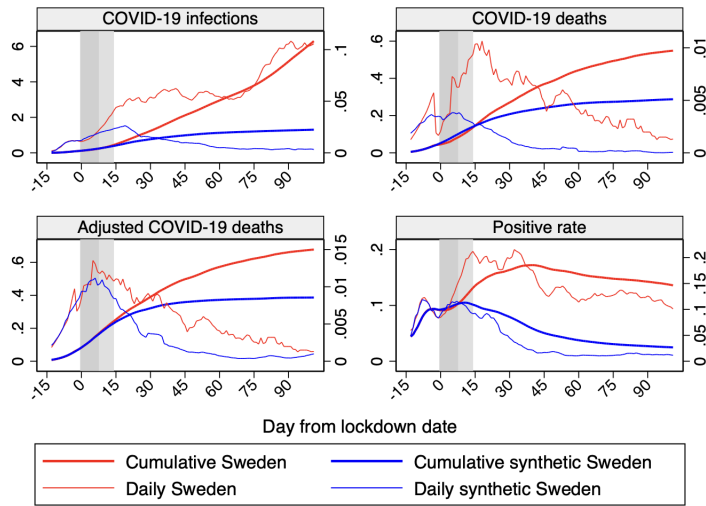 COVID-19 infections
COVID-19 deaths
6
4
2
0
.1
.05
0
-15 0 15 30 45 60 75 90
.6
.4
.2
0
.01
.005
0
-15 0 15 30 45 60 75 90
Adjusted COVID-19 deaths
Positive rate
.6
.4
.2
0
.015
.01
.005
0
-15 0 15 30 45 60 75 90
.2
.1
0
.2
.15
.1
.05
0
-15 0 15 30 45 60 75 90
Day from lockdown date
Cumulative Sweden
Cumulative synthetic Sweden
Daily Sweden
Daily synthetic Sweden